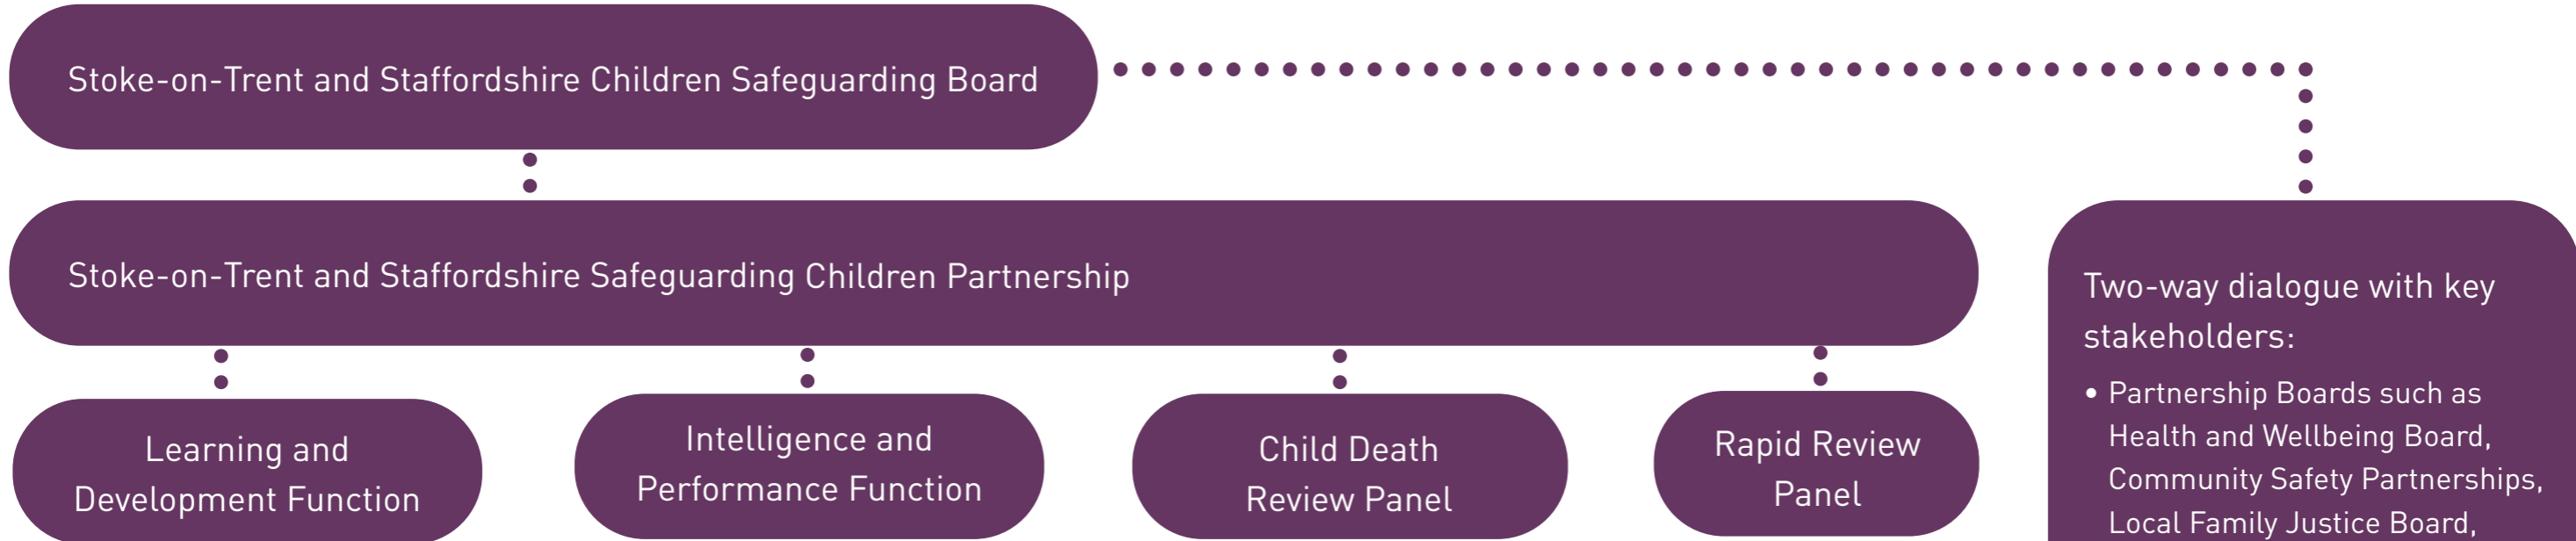 Stoke-on-Trent and Staffordshire Children Safeguarding Board
Stoke-on-Trent and Staffordshire Safeguarding Children Partnership
Learning and
Development Function
Intelligence and
Performance Function
Child Death
Review Panel
Rapid Review
Panel
Two-way dialogue with key
stakeholders:
• Partnership Boards such as
Health and Wellbeing Board,
Community Safety Partnerships,
Local Family Justice Board,